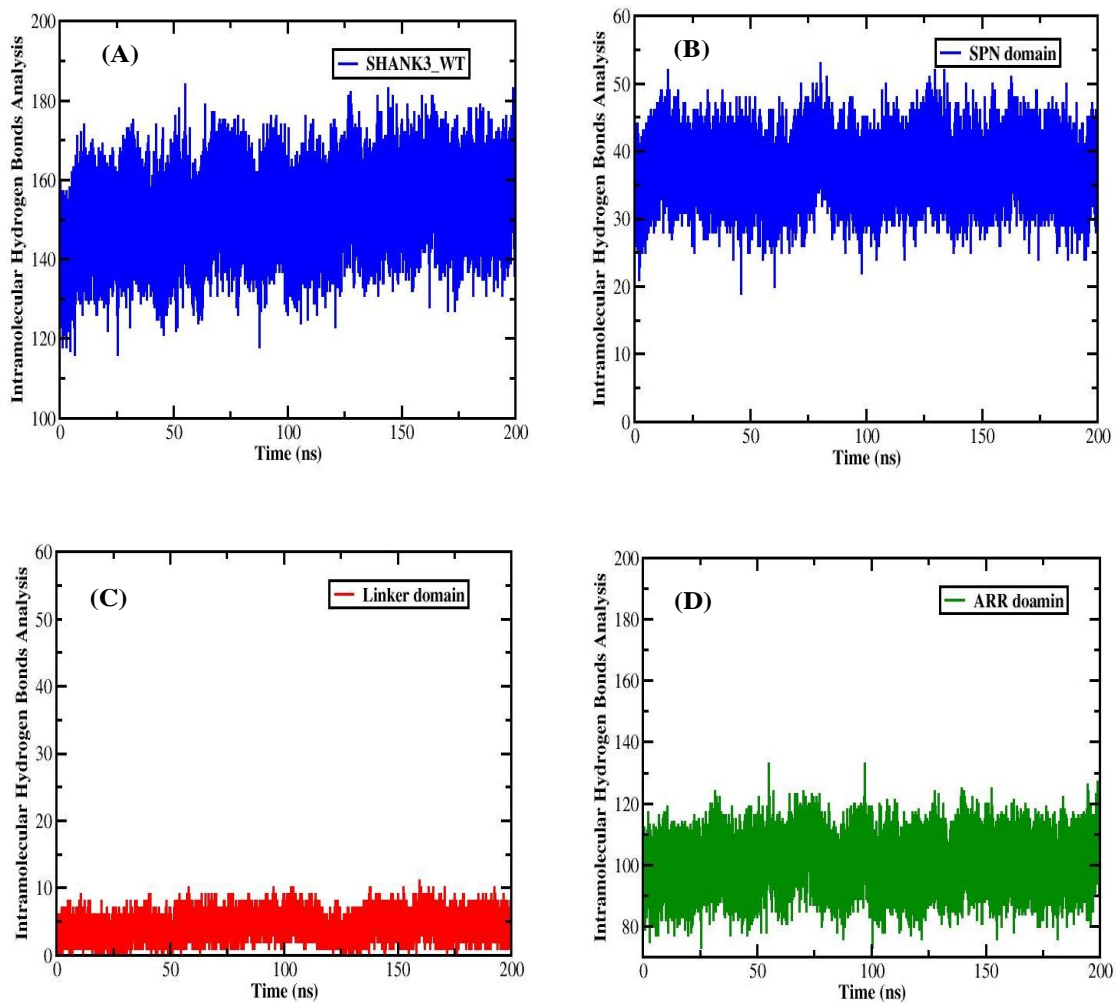 (A)
SHANK3_WT
Intramolecular Hydrogen Bonds Analysis
200
180
160
140
120
100
0
50
100
150
200
Time (ns)
(B)
SPN domain
Intramolecular Hydrogen Bonds Analysis
60
50
40
30
20
10
0
0
50
100
150
200
Time (ns)
(C)
Linker domain
Intramolecular Hydrogen Bonds Analysis
60
50
40
30
20
10
0
0
50
100
150
200
Time (ns)
(D)
ARR doamin
Intramolecular Hydrogen Bonds Analysis
200
180
160
140
120
100
80
0
50
100
150
200
Time (ns)